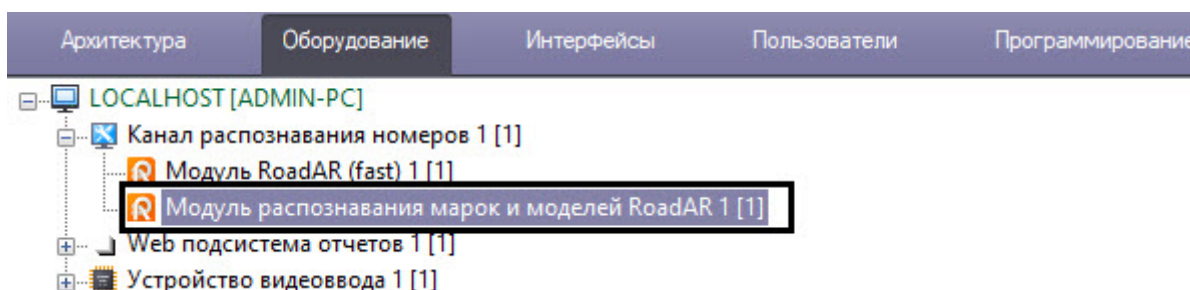 Архитектура Оборудование Интерфейсы Пользователи Программирование
LOCALHOST [ADMIN-PC]
Канал распознавания номеров 1 [1]
Модуль RoadAR (fast) 1 [1]
Модуль распознавания марок и моделей RoadAR 1 [1]
Web подсистема отчетов 1 [1]
Устройство видеоввода 1 [1]